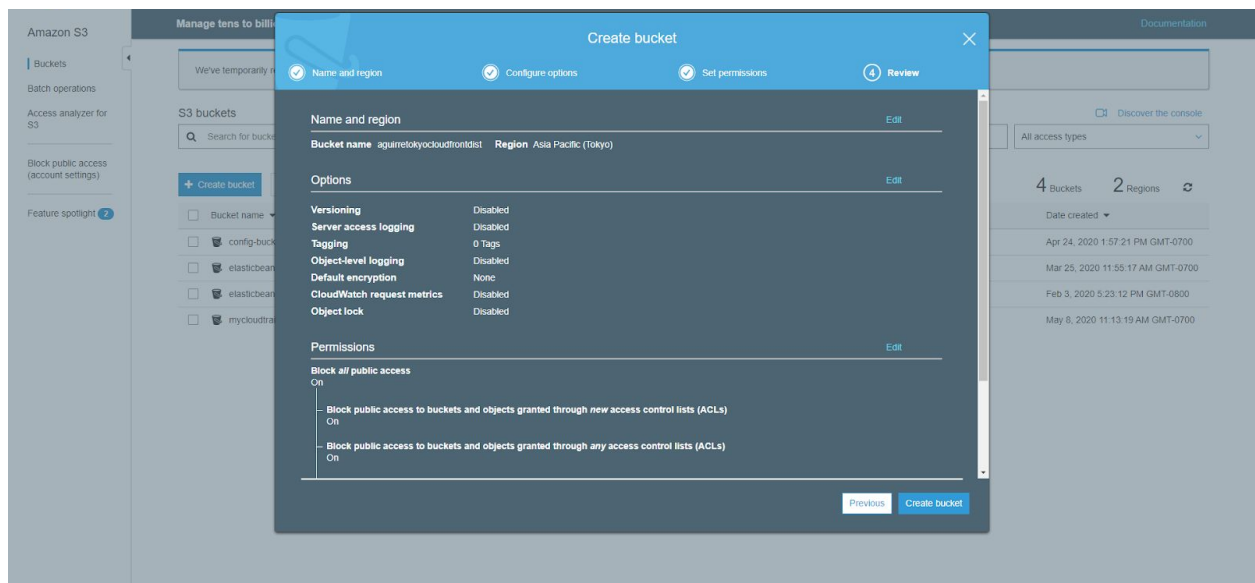 Amazon S3
Buckets
Batch operations
Access analyzer for
S3
Block public access
(account settings)
Feature spotlight 2
Manage tens to billi
Documentation
We've temporarily r
S3 buckets
Discover the console
Search for bucke
All access types
+ Create bucket
4 Buckets 2 Regions
Bucket name
Date created
config-buck
Apr 24, 2020 1:57:21 PM GMT-0700
elasticbean
Mar 25, 2020 11:55:17 AM GMT-0700
elasticbean
Feb 3, 2020 5:23:12 PM GMT-0800
mycloudtrai
May 8, 2020 11:13:19 AM GMT-0700
Create bucket
Name and region
Configure options
Set permissions
4 Review
Name and region Edit
Bucket name aguirretokyocloudfrontdist Region Asia Pacific (Tokyo)
Options Edit
Versioning Disabled
Server access logging Disabled
Tagging 0 Tags
Object-level logging Disabled
Default encryption None
CloudWatch request metrics Disabled
Object lock Disabled
Permissions Edit
Block all public access
On
Block public access to buckets and objects granted through new access control lists (ACLs)
On
Block public access to buckets and objects granted through any access control lists (ACLs)
On
Previous Create bucket